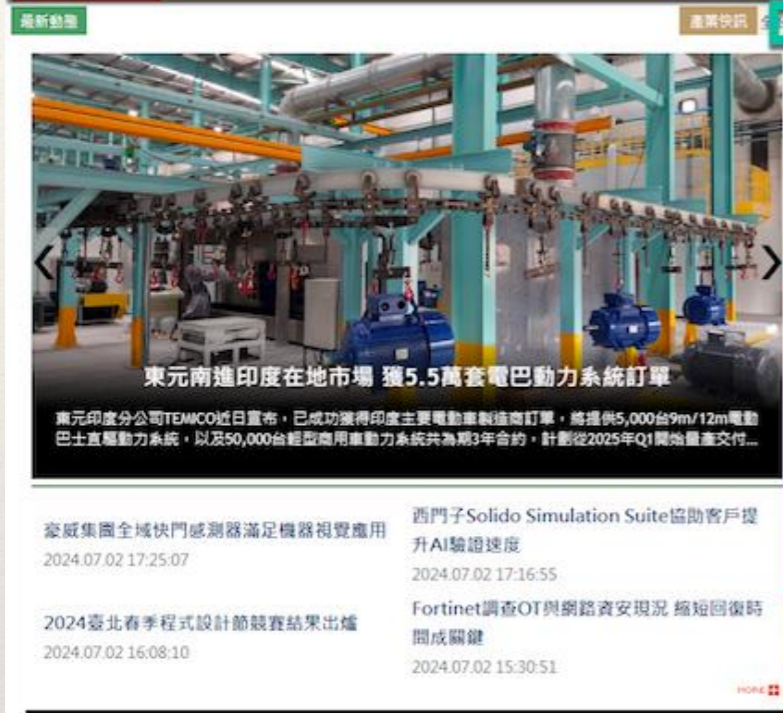 最新動態
產業快訊
東元南進印度在地市場 獲5.5萬套電巴動力系統訂單
東元印度分公司TEMICO近日宣布，已成功獲得印度主要電動車製造商訂單，將提供5,000台9m/12m電動
巴士直驅動力系統，以及50,000台輕型商用車動力系統共為期3年合約，計劃從2025年Q1開始量產交付...
豪威集團全域快門感測器滿足機器視覺應用
2024.07.02 17:25:07
西門子Solido Simulation Suite協助客戶提
升AI驗證速度
2024.07.02 17:16:55
2024臺北春季程式設計節競賽結果出爐
2024.07.02 16:08:10
Fortinet調查OT與網路資安現況 縮短回復時
間成關鍵
2024.07.02 15:30:51
MORE